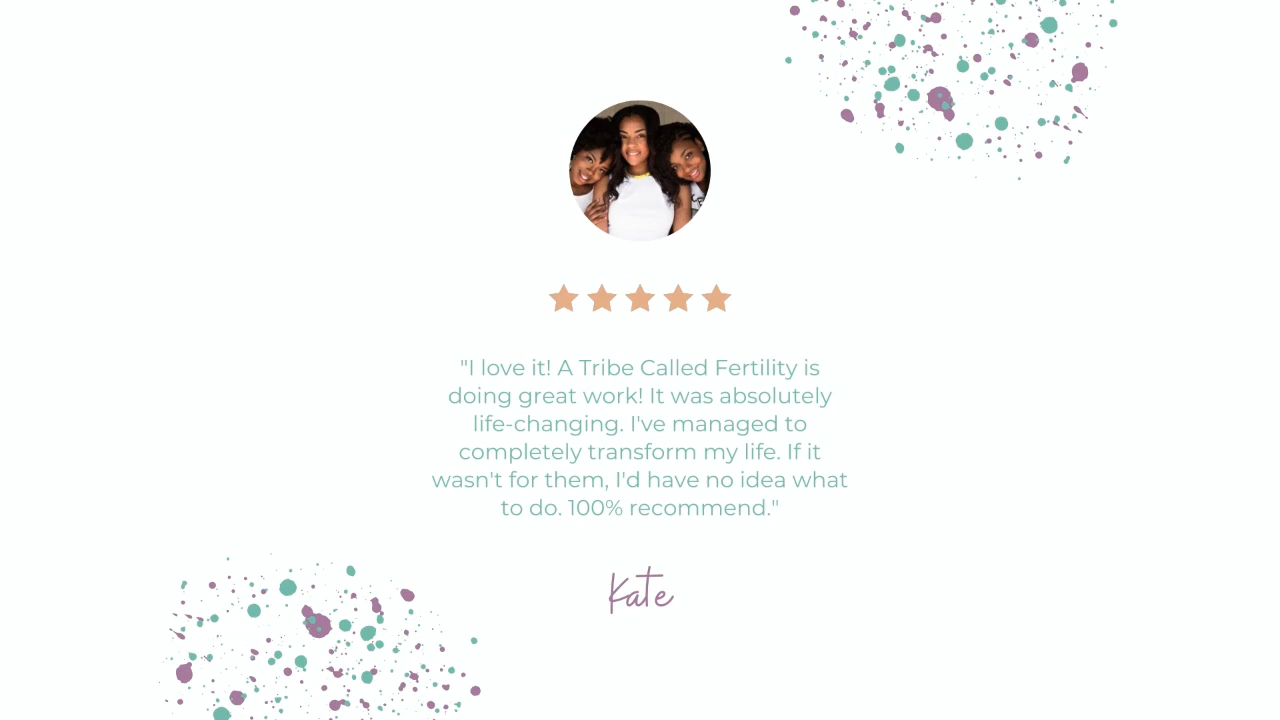 "I love it! A Tribe Called Fertility is
doing great work! It was absolutely
life-changing. I've managed to
completely transform my life. If it
wasn't for them, I'd have no idea what
to do. 100% recommend."
Kate